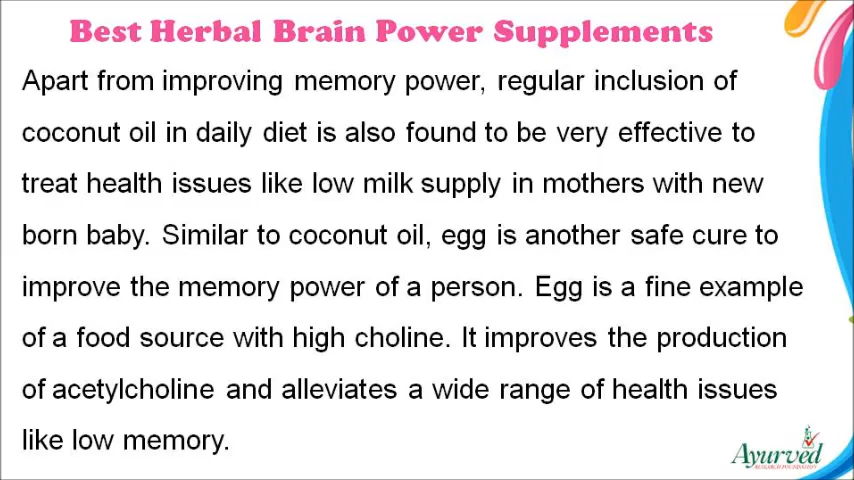 Best Herbal Brain Power Supplements
Apart from improving memory power, regular inclusion of
coconut oil in daily diet is also found to be very effective to
treat health issues like low milk supply in mothers with new
born baby. Similar to coconut oil, egg is another safe cure to
improve the memory power of a person. Egg is a fine example
of a food source with high choline. It improves the production
of acetylcholine and alleviates a wide range of health issues
like low memory.
Ayurved
RESEARCH FOUNDATION